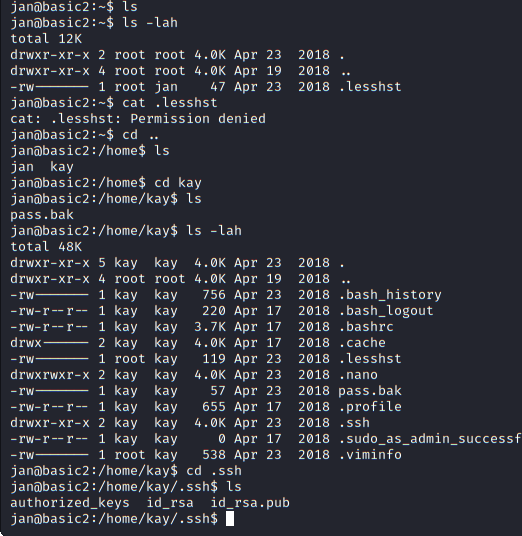 jan@basic2:~$ ls
jan@basic2:~$ ls -lah
total 12K
drwxr-xr-x 2 root root 4.0K Apr 23  2018 .
drwxr-xr-x 4 root root 4.0K Apr 19  2018 ..
-rw------- 1 root jan    47 Apr 23  2018 .lesshst
jan@basic2:~$ cat .lesshst
cat: .lesshst: Permission denied
jan@basic2:~$ cd ..
jan@basic2:/home$ ls
jan  kay
jan@basic2:/home$ cd kay
jan@basic2:/home/kay$ ls
pass.bak
jan@basic2:/home/kay$ ls -lah
total 48K
drwxr-xr-x 5 kay  kay  4.0K Apr 23  2018 .
drwxr-xr-x 4 root root 4.0K Apr 19  2018 ..
-rw------- 1 kay  kay   756 Apr 23  2018 .bash_history
-rw-r--r-- 1 kay  kay   220 Apr 17  2018 .bash_logout
-rw-r--r-- 1 kay  kay  3.7K Apr 17  2018 .bashrc
drwx------ 2 kay  kay  4.0K Apr 17  2018 .cache
-rw------- 1 root kay   119 Apr 23  2018 .lesshst
drwxrwxr-x 2 kay  kay  4.0K Apr 23  2018 .nano
-rw------- 1 kay  kay    57 Apr 23  2018 pass.bak
-rw-r--r-- 1 kay  kay   655 Apr 17  2018 .profile
drwxr-xr-x 2 kay  kay  4.0K Apr 23  2018 .ssh
-rw-r--r-- 1 kay  kay     0 Apr 17  2018 .sudo_as_admin_successf
-rw------- 1 root kay   538 Apr 23  2018 .viminfo
jan@basic2:/home/kay$ cd .ssh
jan@basic2:/home/kay/.ssh$ ls
authorized_keys  id_rsa  id_rsa.pub
jan@basic2:/home/kay/.ssh$